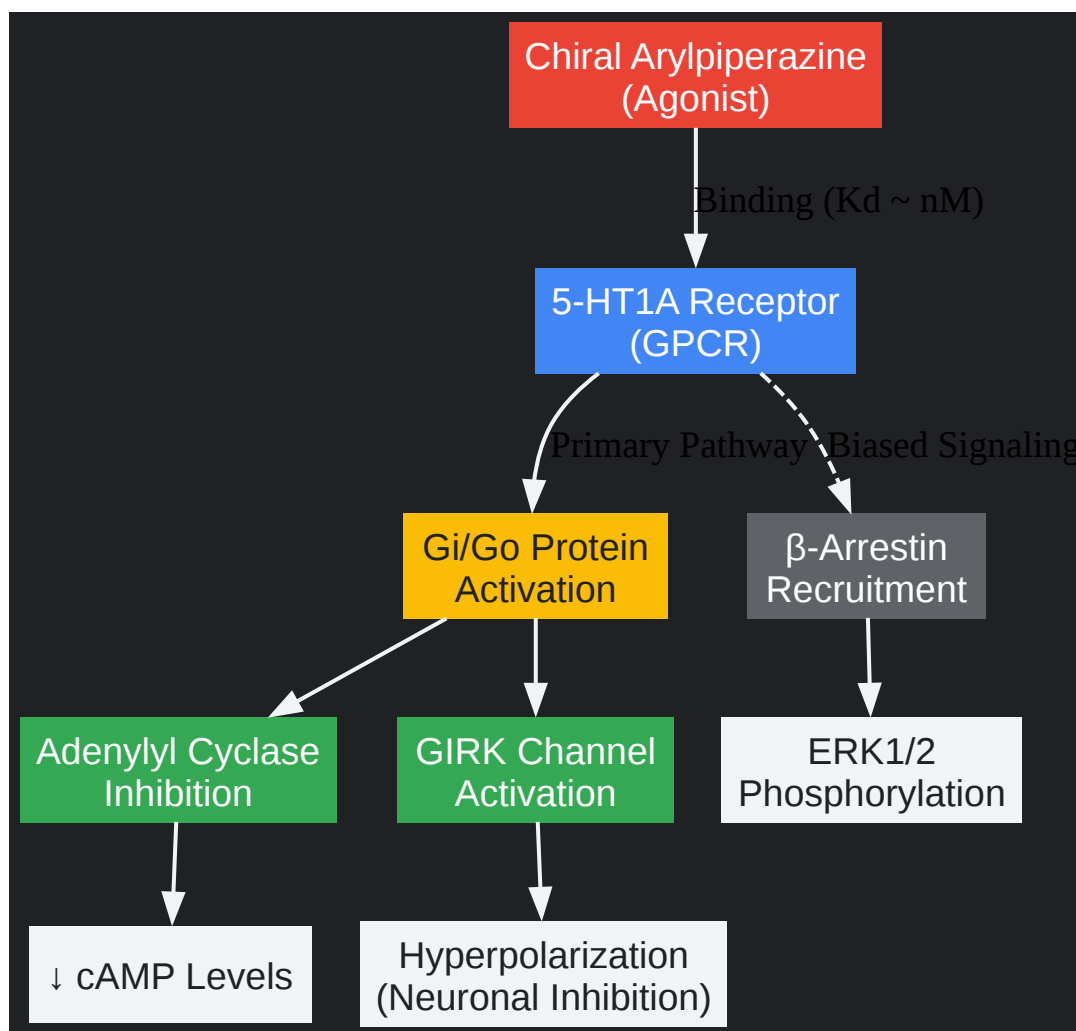 Chiral Arylpiperazine
(Agonist)
Binding (Kd ~ nM)
5-HT1A Receptor
(GPCR)
Primary Pathway
Biased Signaling
Gi/Go Protein
Activation
β-Arrestin
Recruitment
Adenylyl Cyclase
Inhibition
GIRK Channel
Activation
ERK1/2
Phosphorylation
↓ cAMP Levels
Hyperpolarization
(Neuronal Inhibition)